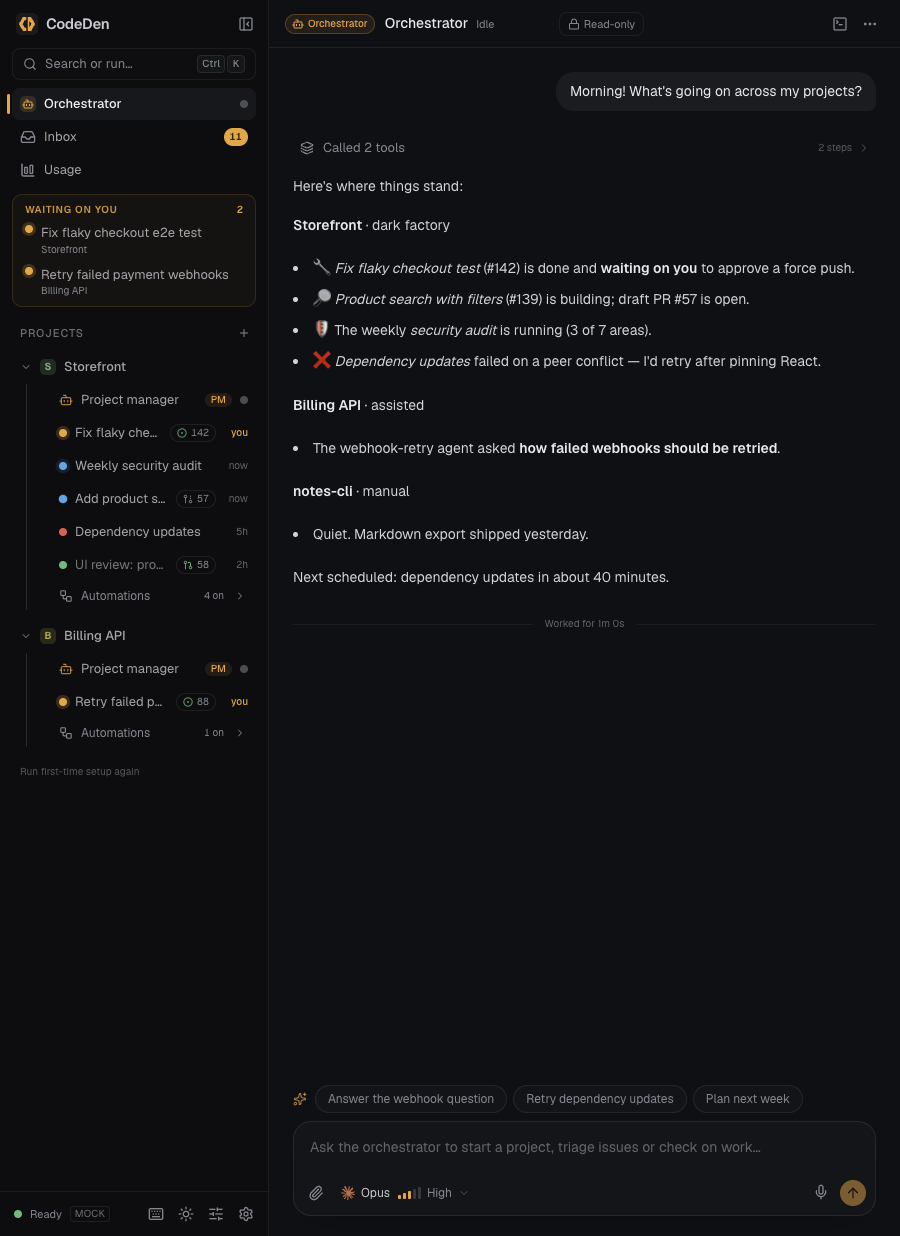 CodeDen
Search or run…
Ctrl K
Orchestrator
Inbox 11
Usage
WAITING ON YOU 2
Fix flaky checkout e2e test
Storefront
Retry failed payment webhooks
Billing API
PROJECTS
S Storefront
Project manager PM
Fix flaky che… 142 you
Weekly security audit now
Add product s… 57 now
Dependency updates 5h
UI review: pro… 58 2h
Automations 4 on
B Billing API
Project manager PM
Retry failed p… 88 you
Automations 1 on
Run first-time setup again
Ready MOCK
Orchestrator Orchestrator Idle Read-only
Morning! What's going on across my projects?
Called 2 tools 2 steps
Here's where things stand:
Storefront · dark factory
Fix flaky checkout test (#142) is done and waiting on you to approve a force push.
Product search with filters (#139) is building; draft PR #57 is open.
The weekly security audit is running (3 of 7 areas).
Dependency updates failed on a peer conflict — I'd retry after pinning React.
Billing API · assisted
The webhook-retry agent asked how failed webhooks should be retried.
notes-cli · manual
Quiet. Markdown export shipped yesterday.
Next scheduled: dependency updates in about 40 minutes.
Worked for 1m 0s
Answer the webhook question
Retry dependency updates
Plan next week
Ask the orchestrator to start a project, triage issues or check on work…
Opus High